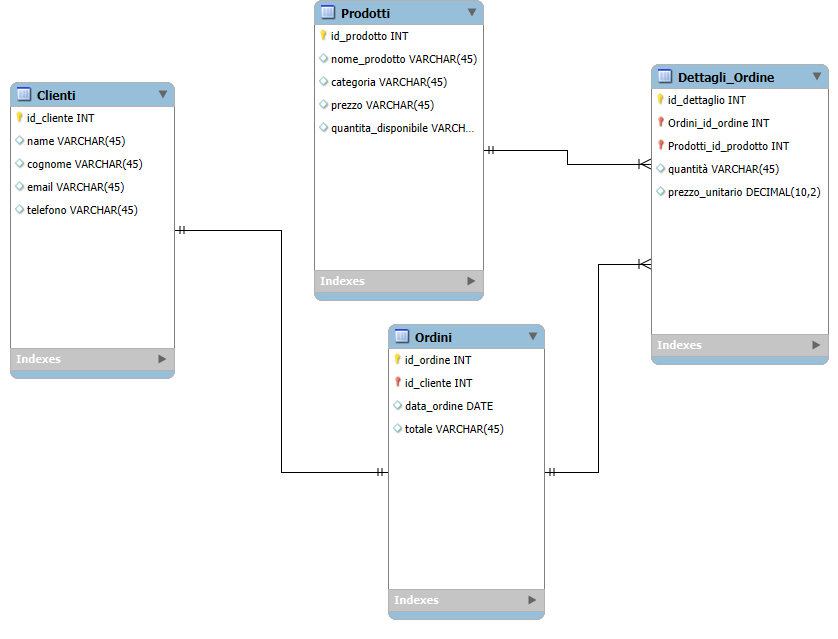 Clienti
id_cliente INT
name VARCHAR(45)
cognome VARCHAR(45)
email VARCHAR(45)
telefono VARCHAR(45)
Indexes
Prodotti
id_prodotto INT
nome_prodotto VARCHAR(45)
categoria VARCHAR(45)
prezzo VARCHAR(45)
quantita_disponibile VARCH...
Indexes
Ordini
id_ordine INT
id_cliente INT
data_ordine DATE
totale VARCHAR(45)
Indexes
Dettagli_Ordine
id_dettaglio INT
Ordini_id_ordine INT
Prodotti_id_prodotto INT
quantità VARCHAR(45)
prezzo_unitario DECIMAL(10,2)
Indexes